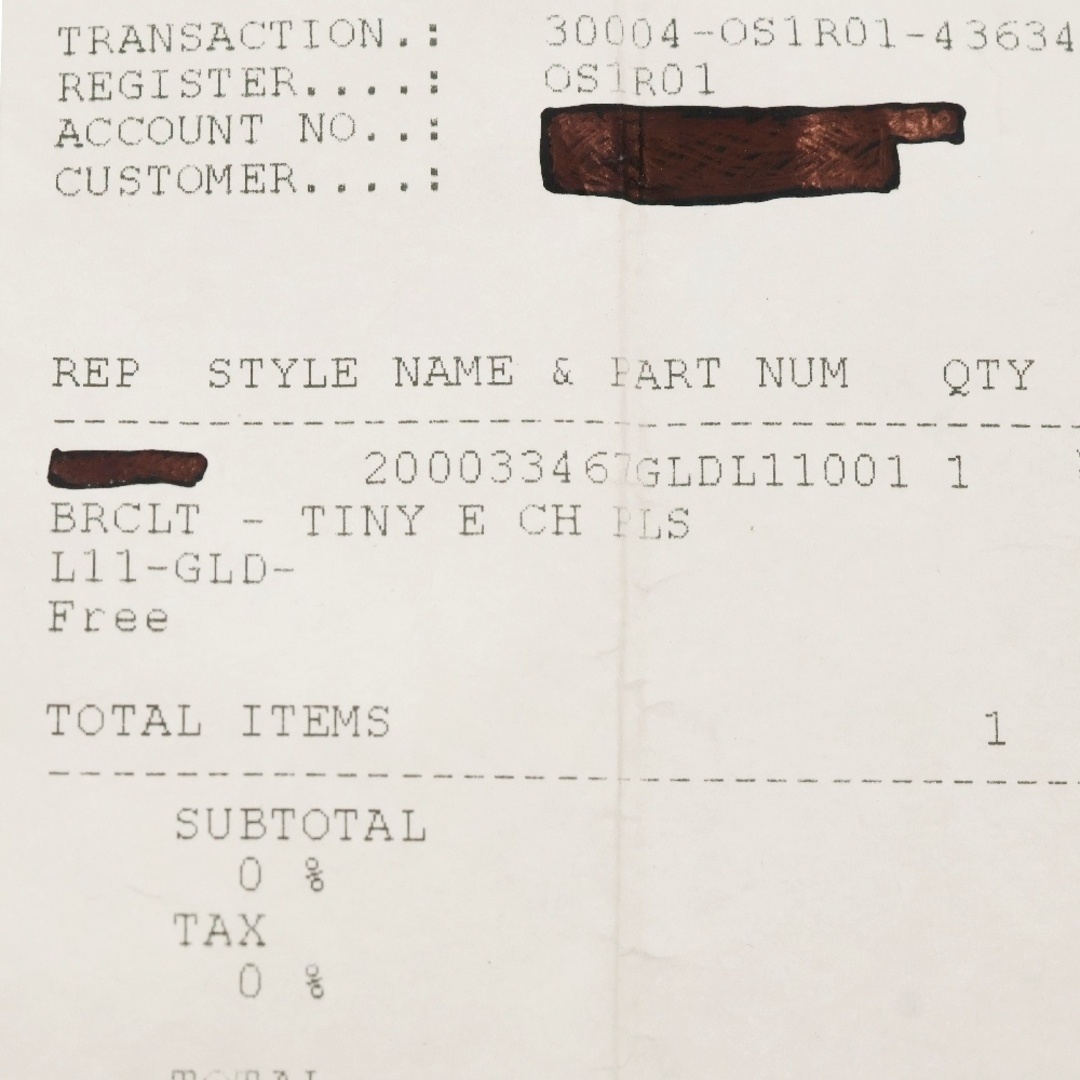 TRANSACTION.: 30004-OS1R01-43634
REGISTER....: OS1R01
ACCOUNT NO..:
CUSTOMER....:
REP STYLE NAME & PART NUM QTY
200033467GLDL11001 1
BRCLT - TINY E CH PLS
L11-GLD-
Free
TOTAL ITEMS 1
SUBTOTAL
0 %
TAX
0 %
TOTAL